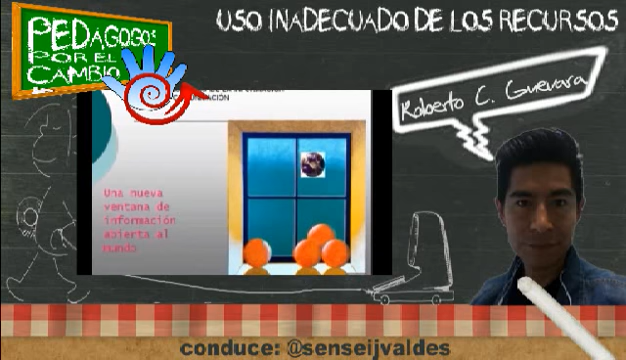 USO INADECUADO DE LOS RECURSOS
PEDAGOGOS
POR EL
CAMBIO
Roberto C. Guevara
Una nueva
ventana de
información
abierta al
mundo
conduce: @senseijvaldes